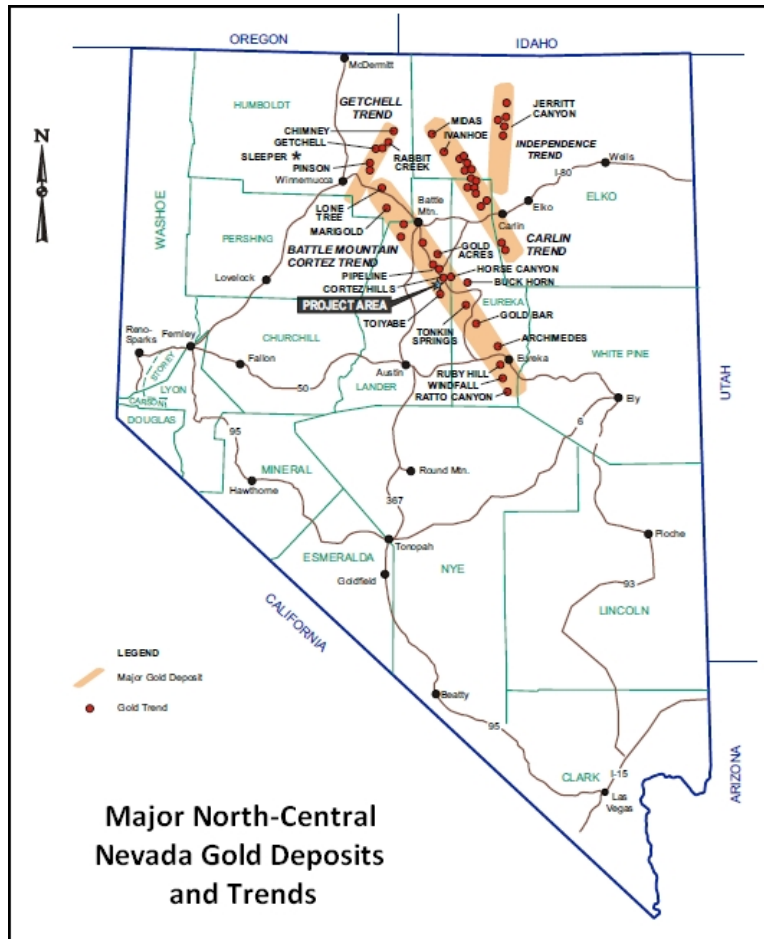 OREGON
IDAHO
McDermitt
N
HUMBOLDT
GETCHELL
TREND
CHIMNEY
GETCHELL
SLEEPER
RABBIT
CREEK
PINSON
Winnemucca
MIDAS
IVANHOE
JERRITT
CANYON
INDEPENDENCE
TREND
Wells
I-80
ELKO
Elko
Carlin
WASHOE
LONE
TREE
MARIGOLD
Battle
Mtn.
PERSHING
BATTLE MOUNTAIN
CORTEZ TREND
GOLD
ACRES
CARLIN
TREND
Lovelock
PIPELINE
CORTEZ HILLS
HORSE CANYON
BUCK HORN
PROJECT AREA
EUREKA
TOIYABE
TONKIN
SPRINGS
GOLD BAR
Reno-
Sparks
Fernley
CHURCHILL
ARCHIMEDES
STOREY
Fallon
Austin
Eureka
WHITE PINE
LYON
50
LANDER
RUBY HILL
WINDFALL
RATTO CANYON
CARSON
DOUGLAS
Ely
UTAH
95
6
MINERAL
Hawthorne
Round Mtn.
367
ESMERALDA
Tonopah
NYE
Pioche
Goldfield
93
LINCOLN
CALIFORNIA
LEGEND
Major Gold Deposit
Gold Trend
Beatty
95
CLARK
I-15
Las
Vegas
ARIZONA
Major North-Central
Nevada Gold Deposits
and Trends